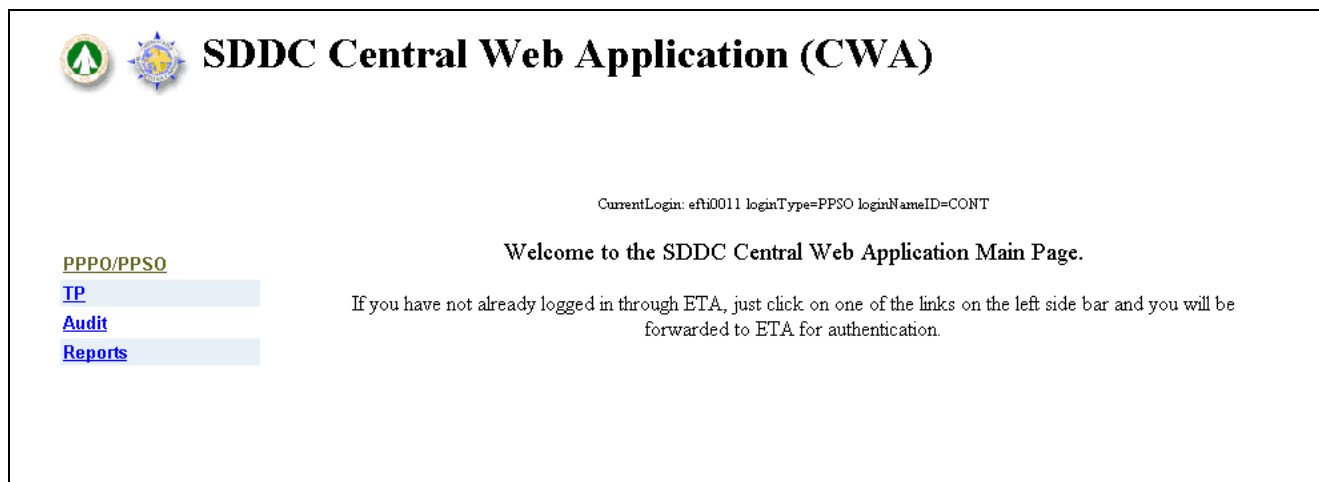 SDDC Central Web Application (CWA)
CurrentLogin: efti0011 loginType=PPSO loginNameID=CONT
Welcome to the SDDC Central Web Application Main Page.
PPPO/PPSO
TP
Audit
Reports
If you have not already logged in through ETA, just click on one of the links on the left side bar and you will be
forwarded to ETA for authentication.